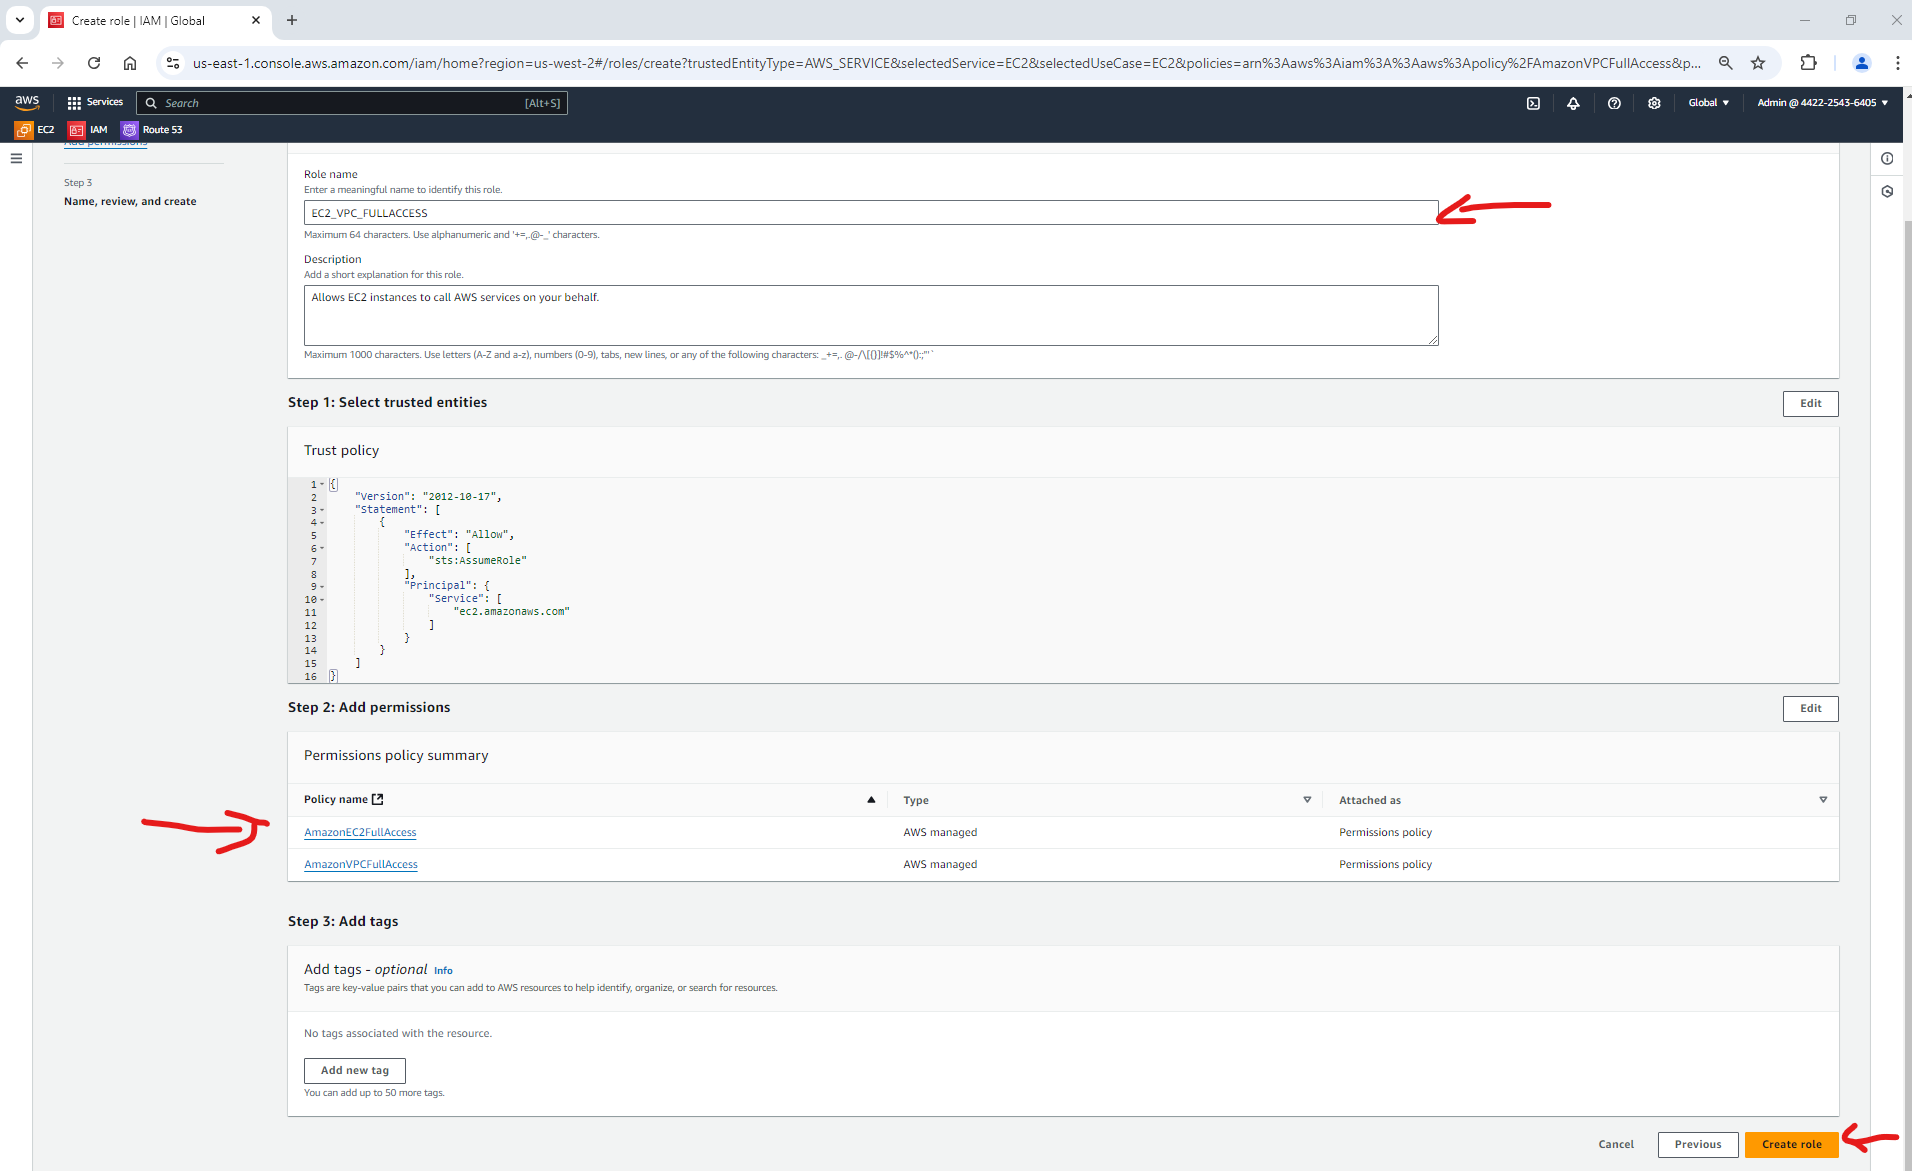 Create role | IAM | Global
us-east-1.console.aws.amazon.com/iam/home?region=us-west-2#/roles/create?trustedEntityType=AWS_SERVICE&selectedService=EC2&selectedUseCase=EC2&policies=arn%3Aaws%3Aiam%3A%3Aaws%3Apolicy%2FAmazonVPCFullAccess&p...
aws
Services
Search
[Alt+S]
Global
Admin @ 4422-2543-6405
EC2
IAM
Route 53
Add permissions
Step 3
Name, review, and create
Role name
Enter a meaningful name to identify this role.
EC2_VPC_FULLACCESS
Maximum 64 characters. Use alphanumeric and '+=,.@-_' characters.
Description
Add a short explanation for this role.
Allows EC2 instances to call AWS services on your behalf.
Maximum 1000 characters. Use letters (A-Z and a-z), numbers (0-9), tabs, new lines, or any of the following characters: _+=,. @-/\[{}]!#$%^*();:"'`
Step 1: Select trusted entities
Edit
Trust policy
1 {
2 "Version": "2012-10-17",
3 "Statement": [
4 {
5 "Effect": "Allow",
6 "Action": [
7 "sts:AssumeRole"
8 ],
9 "Principal": {
10 "Service": [
11 "ec2.amazonaws.com"
12 ]
13 }
14 }
15 ]
16 }
Step 2: Add permissions
Edit
Permissions policy summary
Policy name
Type
Attached as
AmazonEC2FullAccess
AWS managed
Permissions policy
AmazonVPCFullAccess
AWS managed
Permissions policy
Step 3: Add tags
Add tags - optional Info
Tags are key-value pairs that you can add to AWS resources to help identify, organize, or search for resources.
No tags associated with the resource.
Add new tag
You can add up to 50 more tags.
Cancel
Previous
Create role